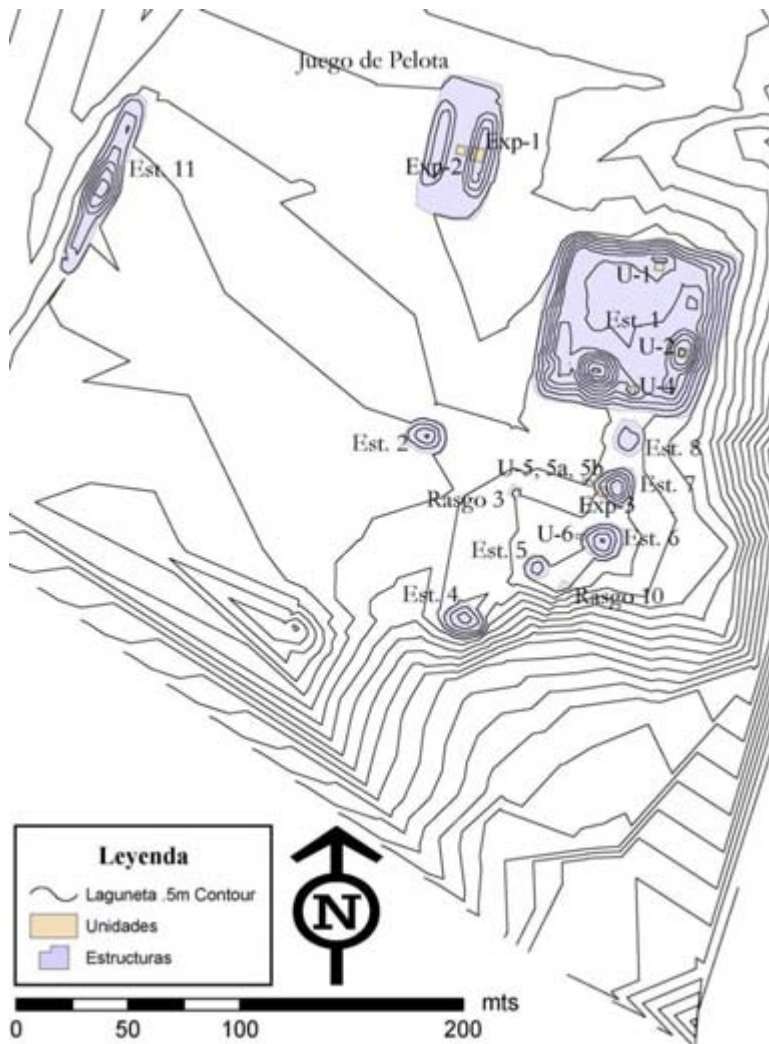 Juego de Pelota
Exp-1
Exp-2
Est. 11
U-1
Est. 1
U-2
U-4
Est. 2
Est. 8
U-5, 5a, 5b
Est. 7
Rasgo 3
Exp-3
U-6
Est. 6
Est. 5
Rasgo 10
Est. 4
Leyenda
Laguneta .5m Contour
Unidades
Estructuras
N
mts
0 50 100 200